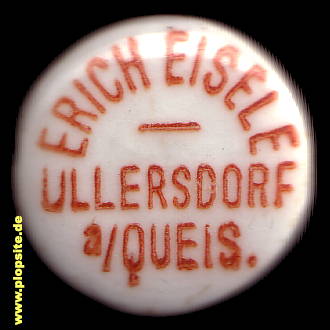 ERICH EISELE
—
ULLERSDORF
a/QUEIS.
www.plopsite.de